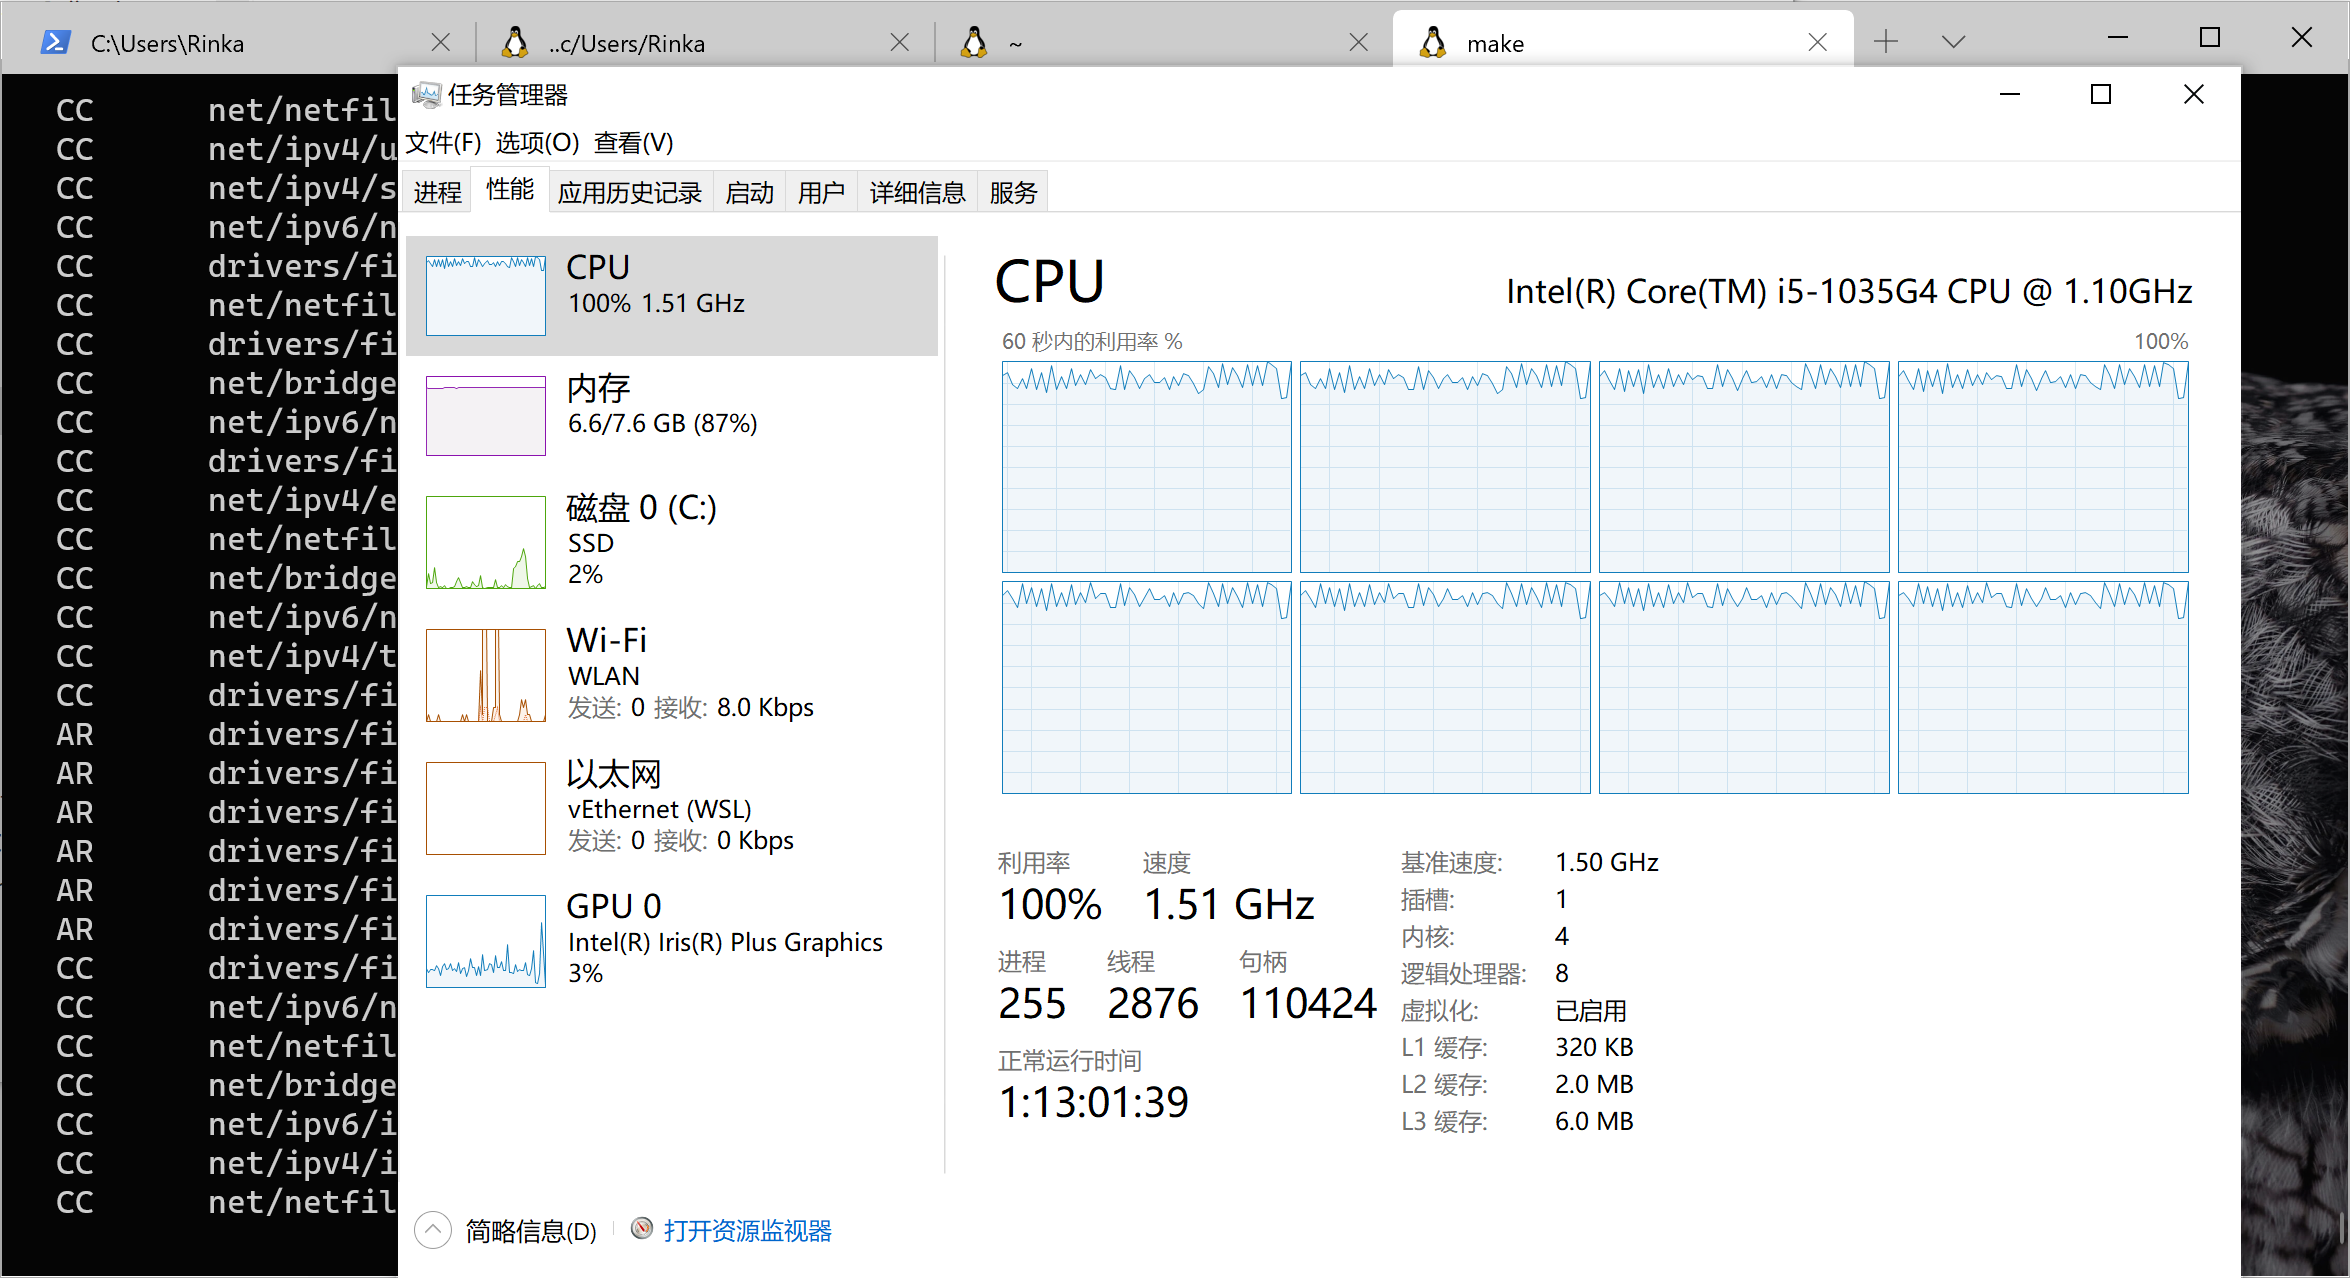 C:\Users\Rinka
..c/Users/Rinka
~
make
CC net/netfil
CC net/ipv4/u
CC net/ipv4/s
CC net/ipv6/n
CC drivers/fi
CC net/netfil
CC drivers/fi
CC net/bridge
CC net/ipv6/n
CC drivers/fi
CC net/ipv4/e
CC net/netfil
CC net/bridge
CC net/ipv6/n
CC net/ipv4/t
CC drivers/fi
AR drivers/fi
AR drivers/fi
AR drivers/fi
AR drivers/fi
AR drivers/fi
AR drivers/fi
CC drivers/fi
CC net/ipv6/n
CC net/netfil
CC net/bridge
CC net/ipv6/i
CC net/ipv4/i
CC net/netfil
任务管理器
文件(F) 选项(O) 查看(V)
进程 性能 应用历史记录 启动 用户 详细信息 服务
CPU
100% 1.51 GHz
内存
6.6/7.6 GB (87%)
磁盘 0 (C:)
SSD
2%
Wi-Fi
WLAN
发送: 0 接收: 8.0 Kbps
以太网
vEthernet (WSL)
发送: 0 接收: 0 Kbps
GPU 0
Intel(R) Iris(R) Plus Graphics
3%
CPU
Intel(R) Core(TM) i5-1035G4 CPU @ 1.10GHz
60 秒内的利用率 % 100%
利用率 速度
100% 1.51 GHz
进程 线程 句柄
255 2876 110424
正常运行时间
1:13:01:39
基准速度: 1.50 GHz
插槽: 1
内核: 4
逻辑处理器: 8
虚拟化: 已启用
L1 缓存: 320 KB
L2 缓存: 2.0 MB
L3 缓存: 6.0 MB
简略信息(D) 打开资源监视器